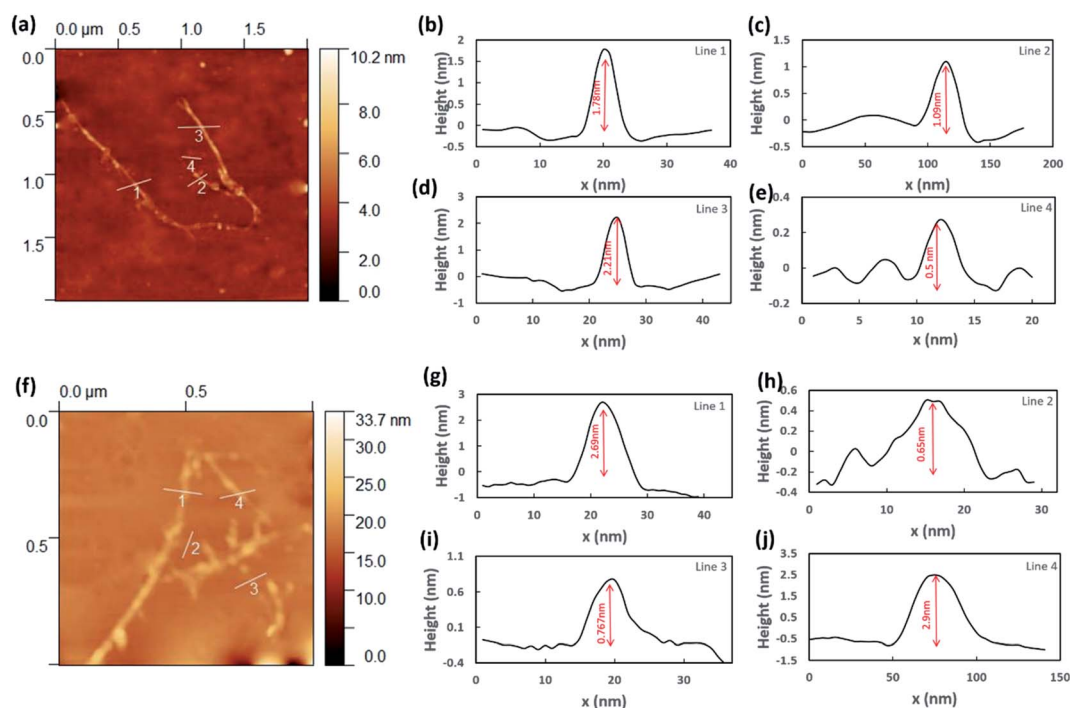 (a)
0.0 µm 0.5 1.0 1.5
0.0
0.5
1.0
1.5
3
4
2
1
10.2 nm
8.0
6.0
4.0
2.0
0.0
(b)
Line 1
Height (nm)
2
1.5
1
0.5
0
-0.5
1.78nm
0 10 20 30 40
x (nm)
(c)
Line 2
Height (nm)
1.5
1
0.5
0
-0.5
1.09nm
0 50 100 150 200
x (nm)
(d)
Line 3
Height (nm)
3
2
1
0
-1
2.21nm
0 10 20 30 40
x (nm)
(e)
Line 4
Height (nm)
0.4
0.2
0
-0.2
0.5 nm
0 5 10 15 20
x (nm)
(f)
0.0 µm 0.5
0.0
0.5
1
4
2
3
33.7 nm
30.0
25.0
20.0
15.0
10.0
0.0
(g)
Line 1
Height (nm)
3
2
1
0
-1
2.69nm
0 10 20 30 40
x (nm)
(h)
Line 2
Height (nm)
0.6
0.4
0.2
0
-0.2
-0.4
0.65nm
0 10 20 30
x (nm)
(i)
Line 3
Height (nm)
1.1
0.6
0.1
-0.4
0.767nm
0 10 20 30
x (nm)
(j)
Line 4
Height (nm)
3.5
2.5
1.5
0.5
-0.5
-1.5
2.9nm
0 50 100 150
x (nm)